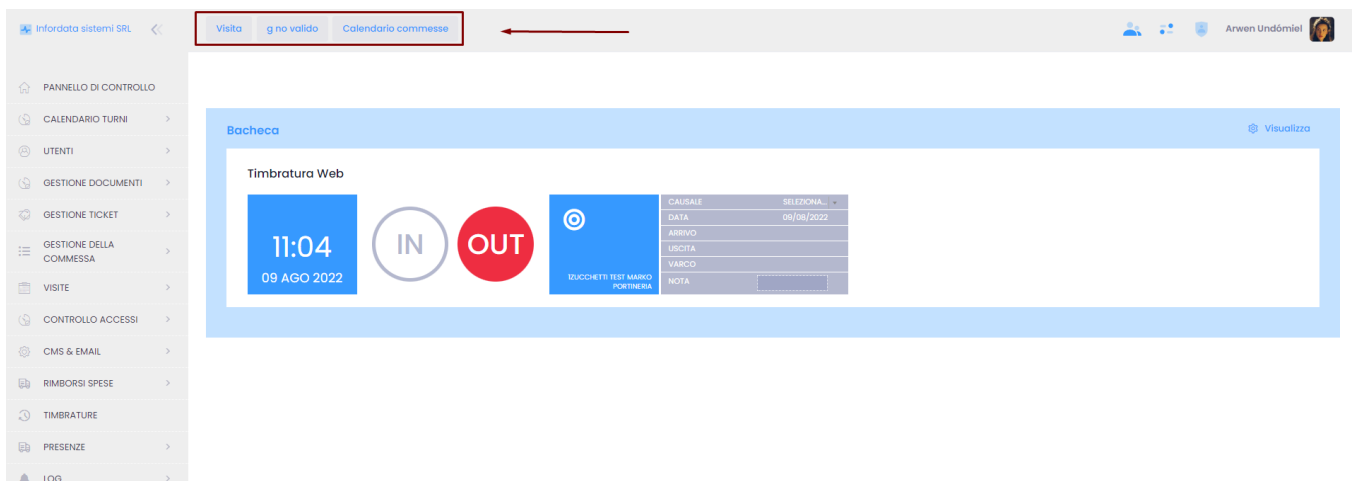 Infordata sistemi SRL
Visita g no valido Calendario commesse
Arwen Undómiel
PANNELLO DI CONTROLLO
CALENDARIO TURNI
UTENTI
GESTIONE DOCUMENTI
GESTIONE TICKET
GESTIONE DELLA
COMMESSA
VISITE
CONTROLLO ACCESSI
CMS & EMAIL
RIMBORSI SPESE
TIMBRATURE
PRESENZE
LOG
Bacheca
Visualizza
Timbratura Web
11:04
09 AGO 2022
IN
OUT
1ZUCCHETTI TEST MARKO
PORTINERIA
CAUSALE SELEZIONA...
DATA 09/08/2022
ARRIVO
USCITA
VARCO
NOTA